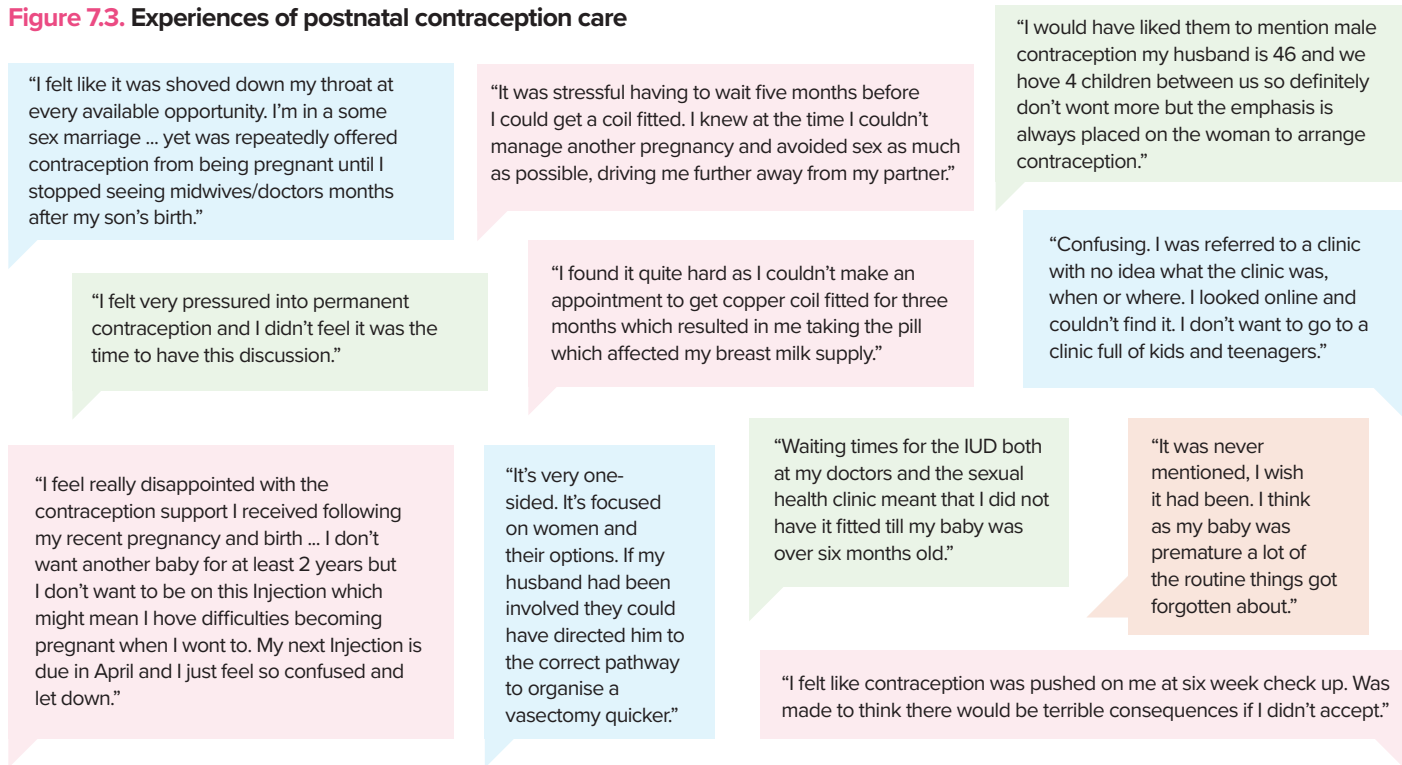 Figure 7.3. Experiences of postnatal contraception care
“I felt like it was shoved down my throat at
every available opportunity. I’m in a some
sex marriage ... yet was repeatedly offered
contraception from being pregnant until I
stopped seeing midwives/doctors months
after my son’s birth.”
“It was stressful having to wait five months before
I could get a coil fitted. I knew at the time I couldn’t
manage another pregnancy and avoided sex as much
as possible, driving me further away from my partner.”
“I would have liked them to mention male
contraception my husband is 46 and we
hove 4 children between us so definitely
don’t wont more but the emphasis is
always placed on the woman to arrange
contraception.”
“I felt very pressured into permanent
contraception and I didn’t feel it was the
time to have this discussion.”
“I found it quite hard as I couldn’t make an
appointment to get copper coil fitted for three
months which resulted in me taking the pill
which affected my breast milk supply.”
“Confusing. I was referred to a clinic
with no idea what the clinic was,
when or where. I looked online and
couldn’t find it. I don’t want to go to a
clinic full of kids and teenagers.”
“I feel really disappointed with the
contraception support I received following
my recent pregnancy and birth ... I don’t
want another baby for at least 2 years but
I don’t want to be on this Injection which
might mean I hove difficulties becoming
pregnant when I wont to. My next Injection is
due in April and I just feel so confused and
let down.”
“It’s very one-
sided. It’s focused
on women and
their options. If my
husband had been
involved they could
have directed him to
the correct pathway
to organise a
vasectomy quicker.”
“Waiting times for the IUD both
at my doctors and the sexual
health clinic meant that I did not
have it fitted till my baby was
over six months old.”
“It was never
mentioned, I wish
it had been. I think
as my baby was
premature a lot of
the routine things got
forgotten about.”
“I felt like contraception was pushed on me at six week check up. Was
made to think there would be terrible consequences if I didn’t accept.”